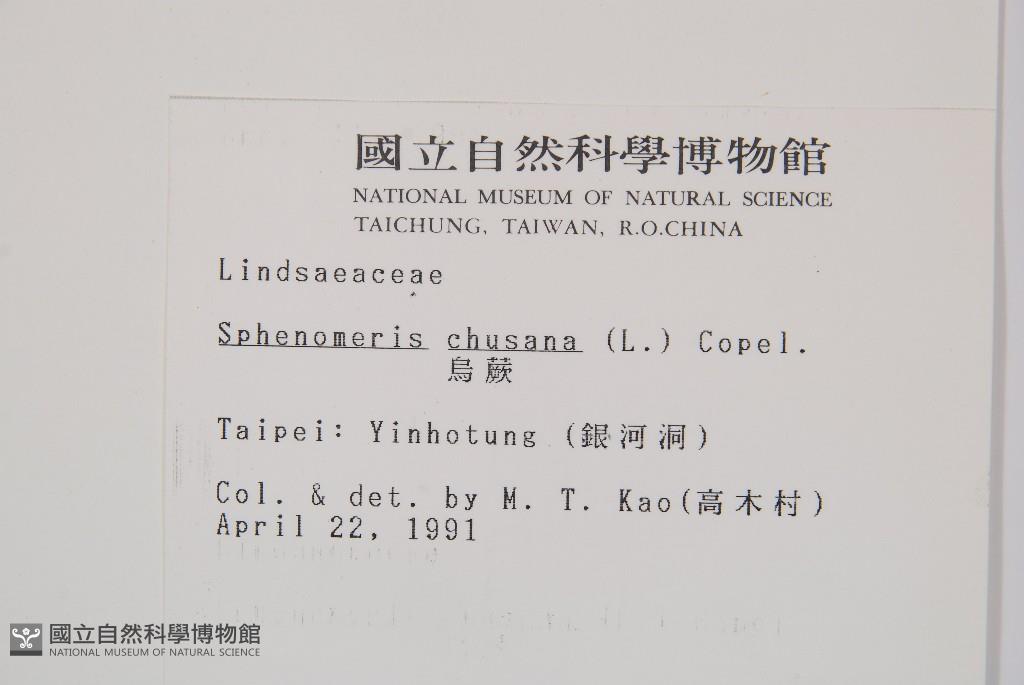 國立自然科學博物館
NATIONAL MUSEUM OF NATURAL SCIENCE
TAICHUNG, TAIWAN, R.O.CHINA
Lindsaeaceae
Sphenomeris chusana (L.) Copel.
烏蕨
Taipei: Yinhotung (銀河洞)
Col. & det. by M. T. Kao(高木村)
April 22, 1991
國立自然科學博物館
NATIONAL MUSEUM OF NATURAL SCIENCE